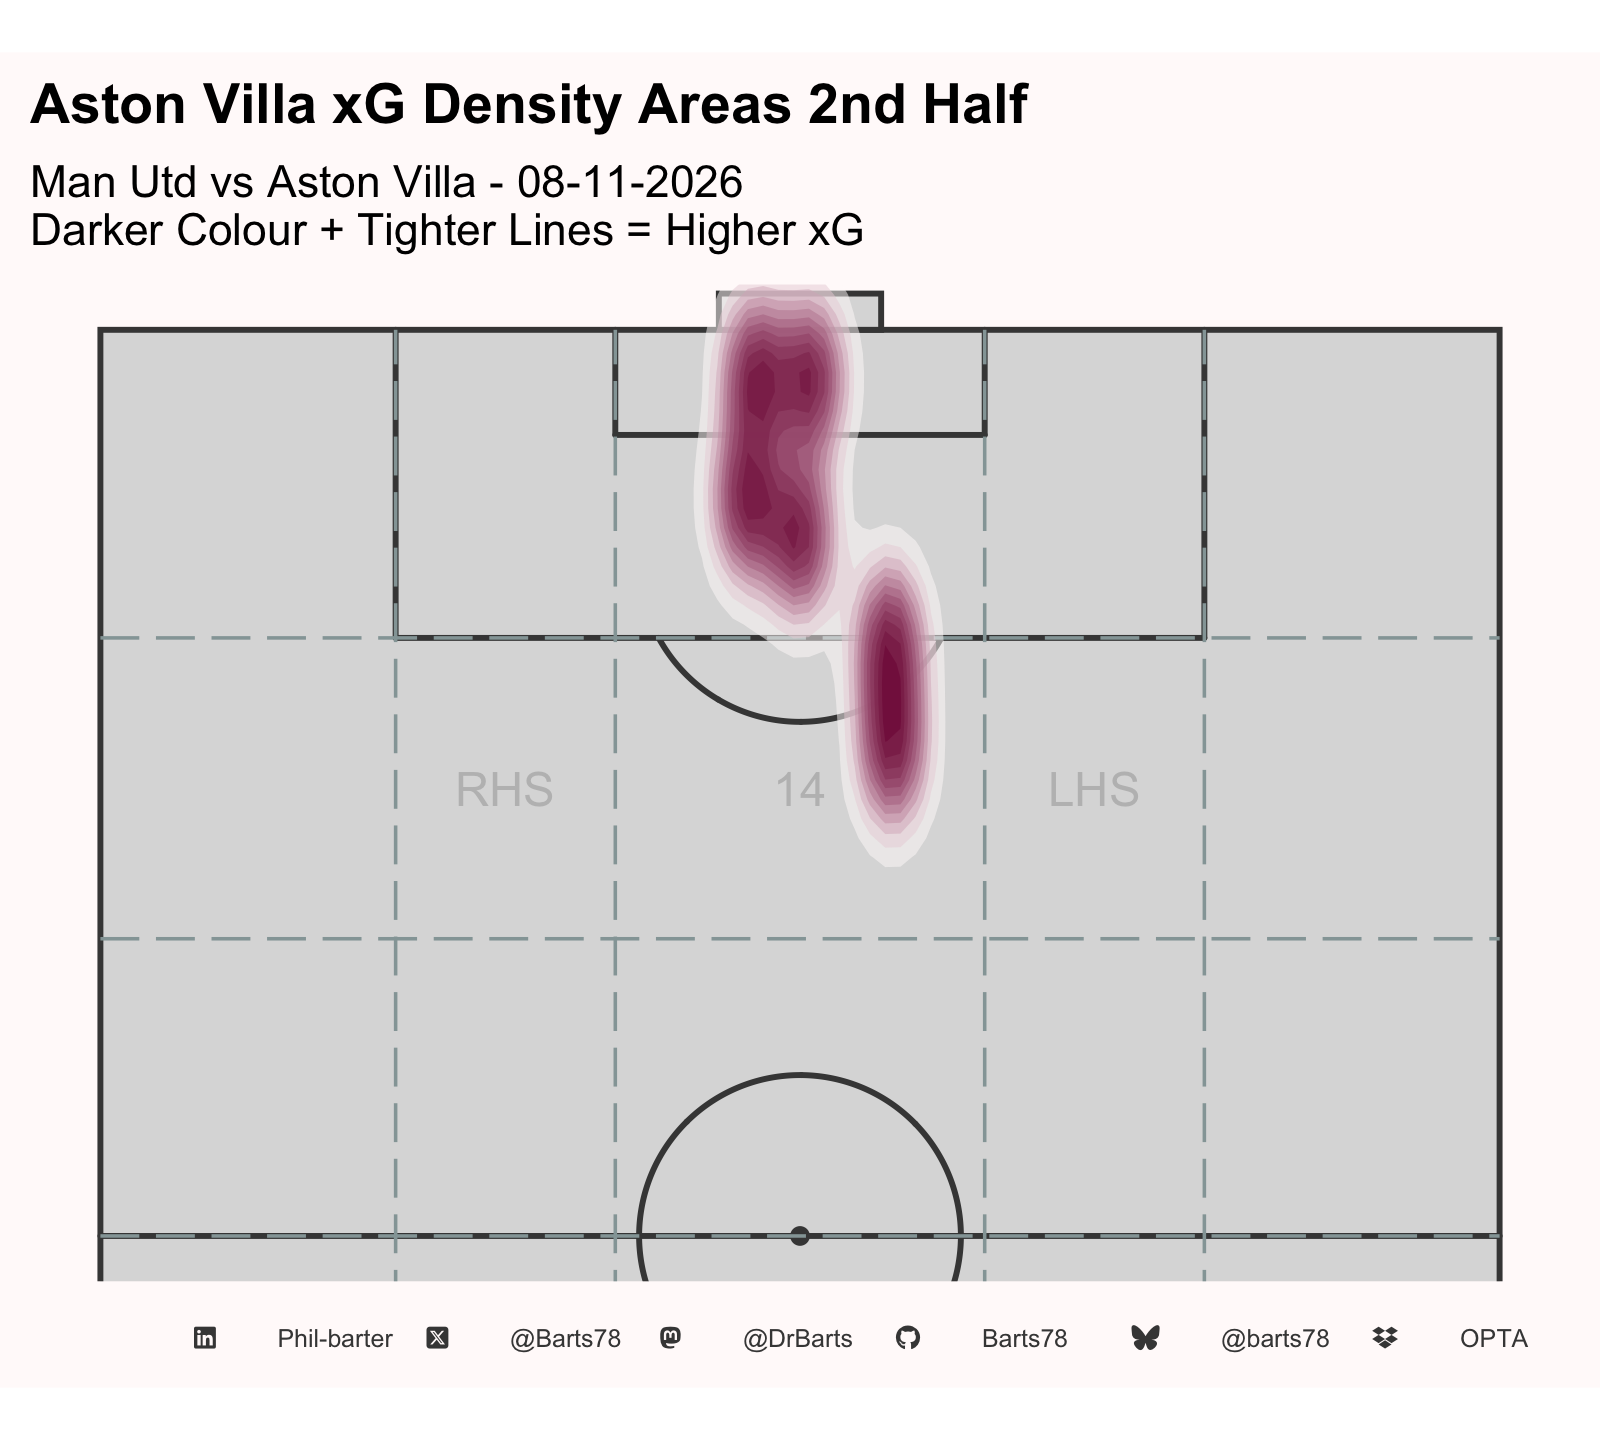 Aston Villa xG Density Areas 2nd Half
Man Utd vs Aston Villa - 08-11-2026
Darker Colour + Tighter Lines = Higher xG
RHS 14 LHS
Phil-barter @Barts78 @DrBarts Barts78 @barts78 OPTA